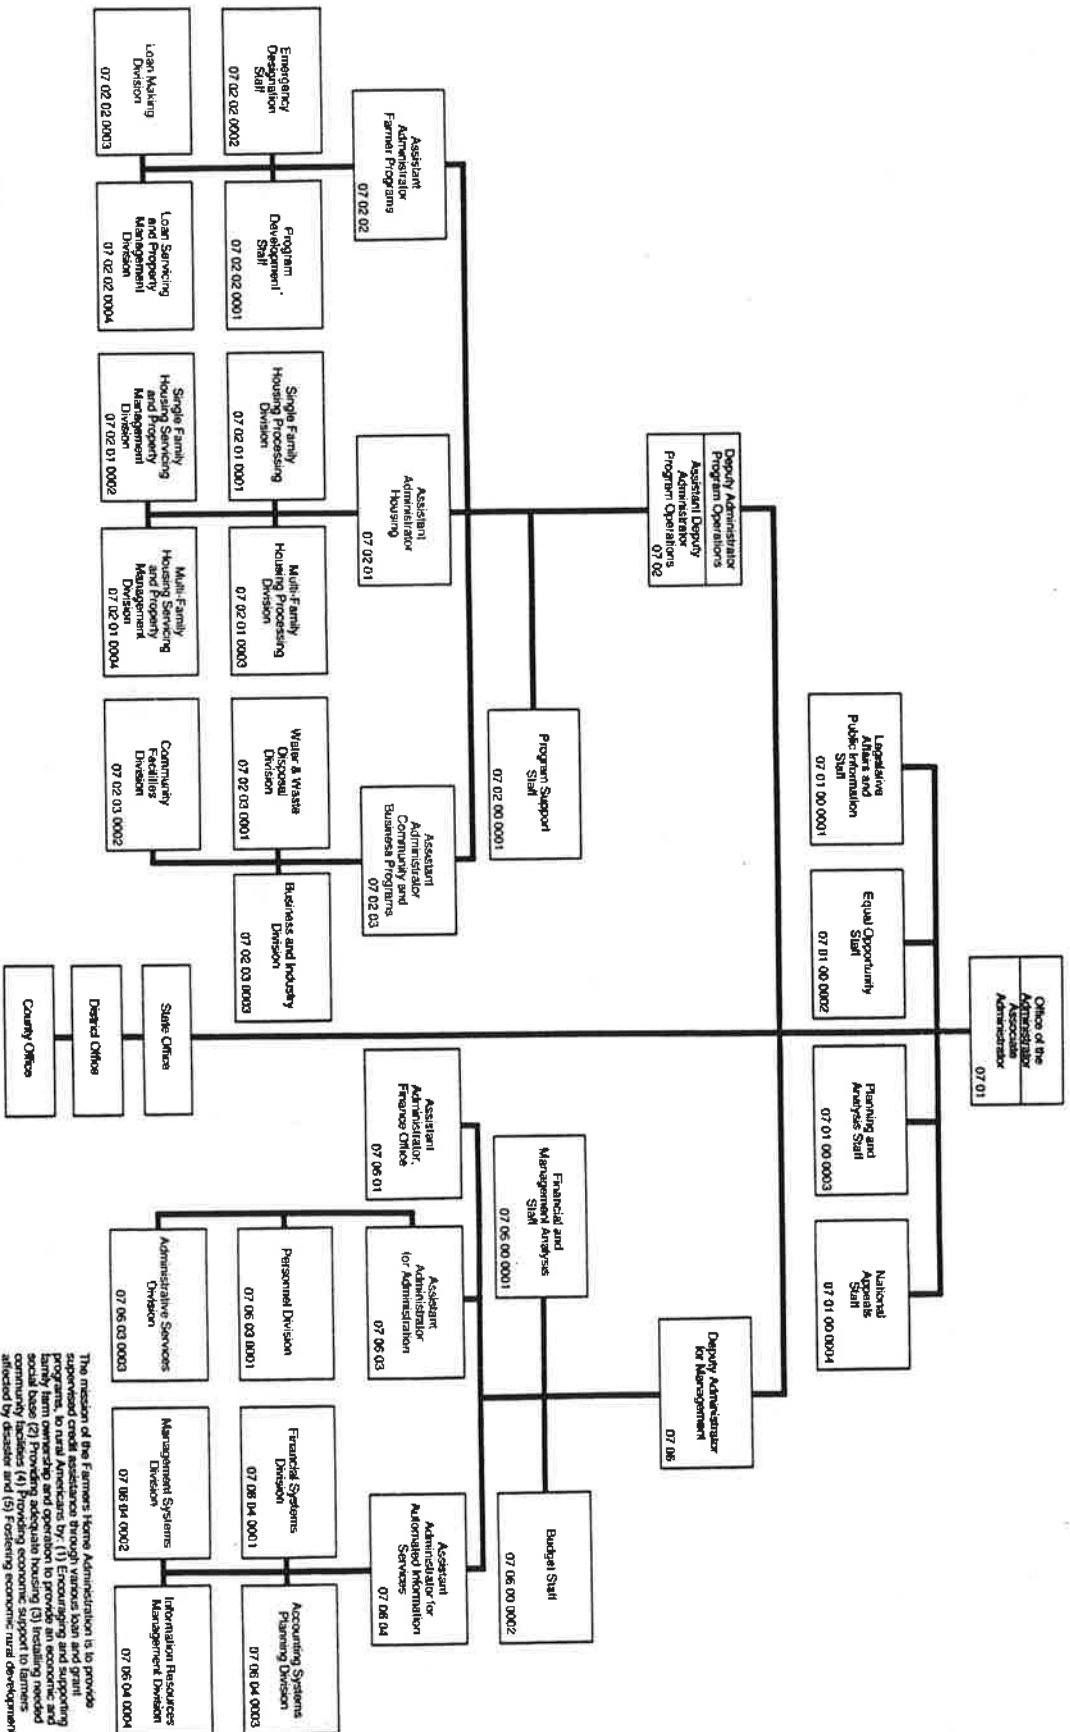 Office of the
Administrator
Associate
Administrator
07 01
Legislative
Affairs and
Public Information
Staff
07 01 00 0001
Equal Opportunity
Staff
07 01 00 0002
Planning and
Analysis Staff
07 01 00 0003
National
Appeals
Staff
07 01 00 0004
Deputy Administrator
Program Operations
Assistant Deputy
Administrator
Program Operations
07 02
Deputy Administrator
for Management
07 06
Program Support
Staff
07 02 00 0001
Financial and
Management Analysis
Staff
07 06 00 0001
Budget Staff
07 06 00 0002
Assistant
Administrator
Farmer Programs
07 02 02
Assistant
Administrator
Housing
07 02 01
Assistant
Administrator
Community and
Business Programs
07 02 03
Assistant
Administrator,
Finance Office
07 06 01
Assistant
Administrator
for Administration
07 06 03
Assistant
Administrator for
Automated Information
Services
07 06 04
Emergency
Designation
Staff
07 02 02 0002
Program
Development
Staff
07 02 02 0001
Single Family
Housing Processing
Division
07 02 01 0001
Multi-Family
Housing Processing
Division
07 02 01 0003
Water & Waste
Disposal
Division
07 02 03 0001
Business and Industry
Division
07 02 03 0003
Personnel Division
07 06 03 0001
Financial Systems
Division
07 06 04 0001
Accounting Systems
Planning Division
07 06 04 0003
Loan Making
Division
07 02 02 0003
Loan Servicing
and Property
Management
Division
07 02 02 0004
Single Family
Housing Servicing
and Property
Management
Division
07 02 01 0002
Multi-Family
Housing Servicing
and Property
Management
Division
07 02 01 0004
Community
Facilities
Division
07 02 03 0002
State Office
District Office
County Office
Administrative Services
Division
07 06 03 0003
Management Systems
Division
07 06 04 0002
Information Resources
Management Division
07 06 04 0004
The mission of the Farmers Home Administration is to provide
supervised credit assistance through various loan and grant
programs, to rural Americans by: (1) Encouraging and supporting
family farm ownership and operation to provide an economic and
social base (2) Providing adequate housing (3) Installing needed
community facilities (4) Providing economic support to farmers
affected by disaster and (5) Fostering economic rural development